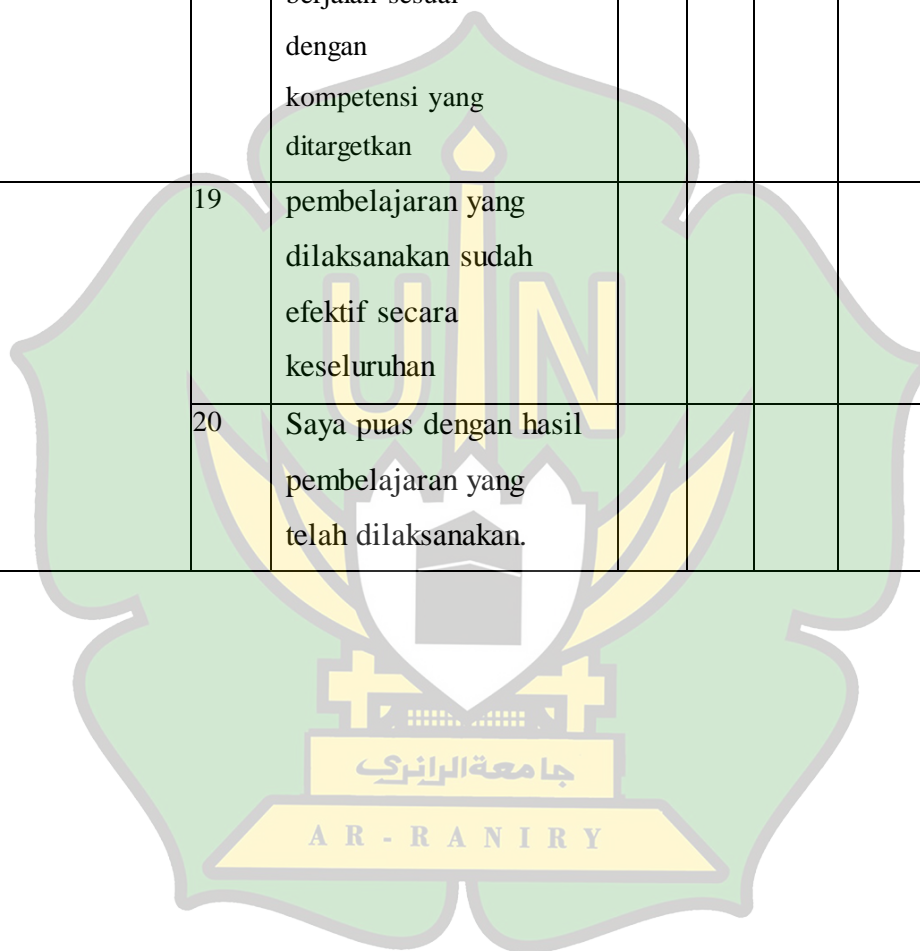 dengan
kompetensi yang
ditargetkan
19
pembelajaran yang
dilaksanakan sudah
efektif secara
keseluruhan
20
Saya puas dengan hasil
pembelajaran yang
telah dilaksanakan.
UIN
جامعة الرانري
AR-RANIRY